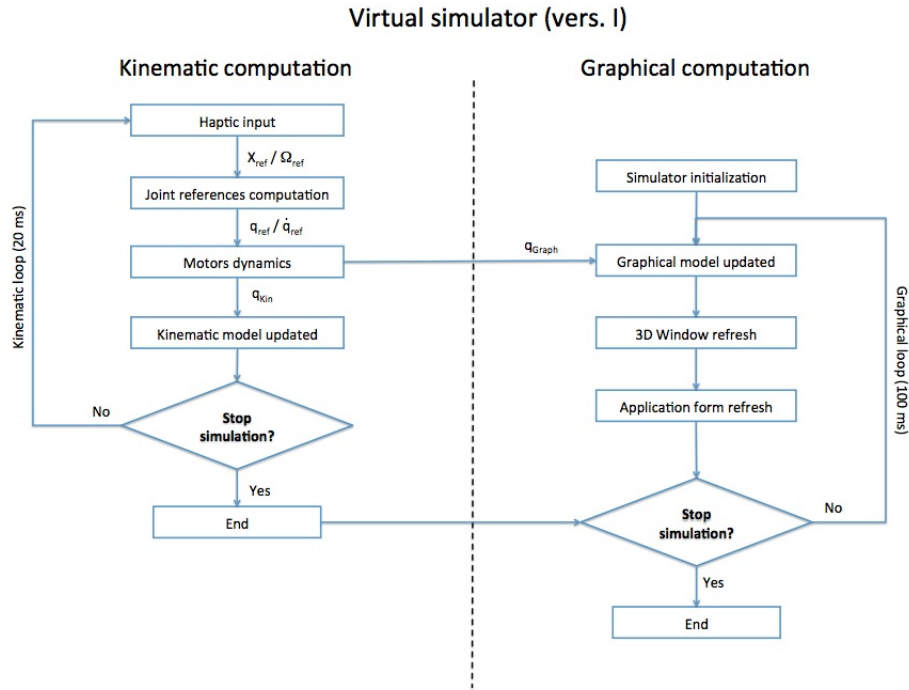 Virtual simulator (vers. I)
Kinematic computation
Haptic input
Xref / Ωref
Joint references computation
qref / q̇ref
Motors dynamics
qKin
Kinematic model updated
Stop
simulation?
No
Yes
End
Kinematic loop (20 ms)
qGraph
Graphical computation
Simulator initialization
Graphical model updated
3D Window refresh
Application form refresh
Stop
simulation?
No
Yes
End
Graphical loop (100 ms)